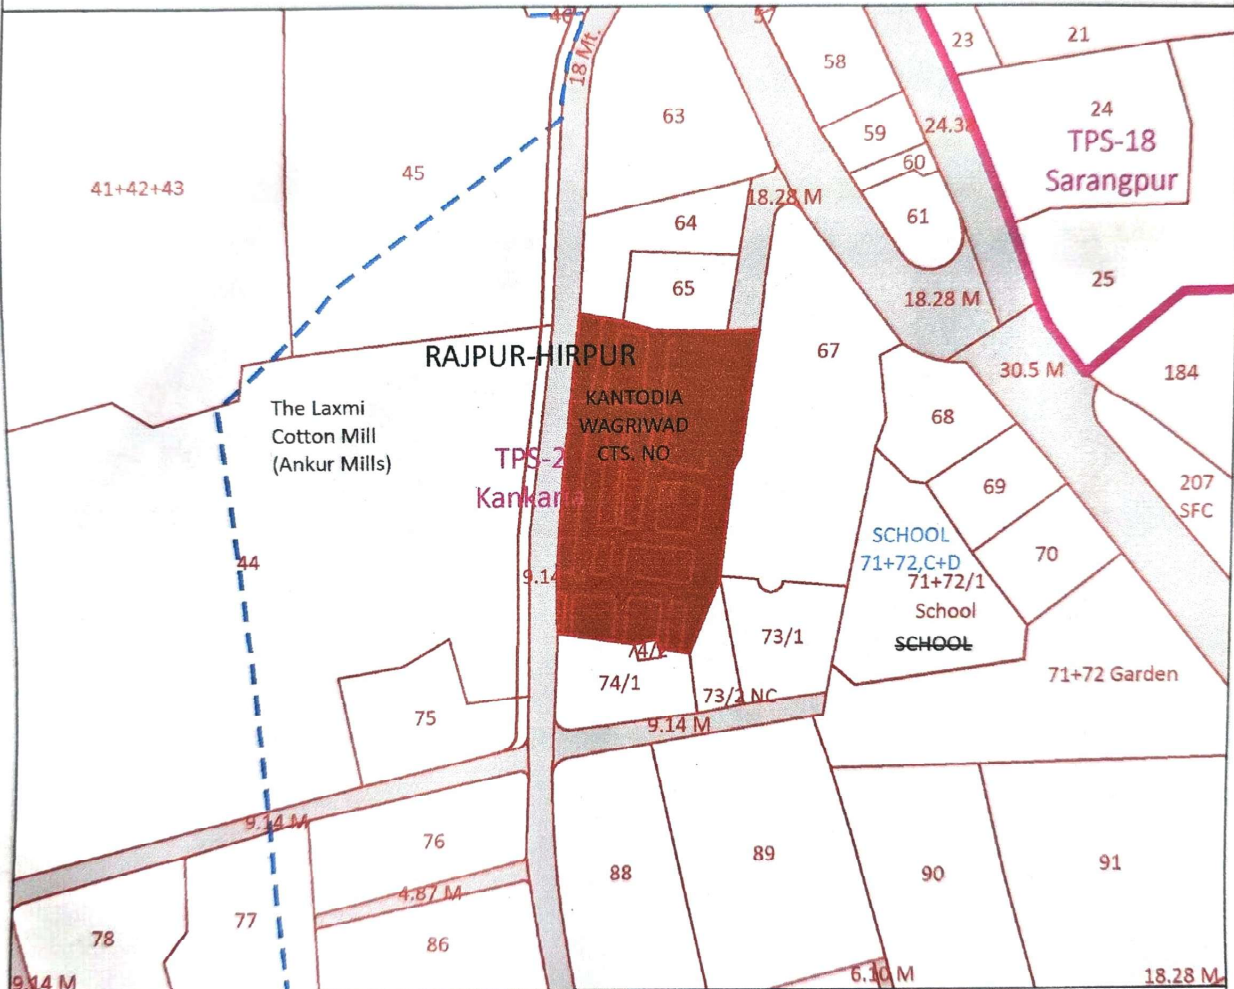 46
57
18 Mt.
58
23
21
63
59
24.38
24
TPS-18
Sarangpur
60
41+42+43
45
18.28 M
64
61
65
18.28 M
25
RAJPUR-HIRPUR
67
30.5 M
184
The Laxmi
Cotton Mill
(Ankur Mills)
KANTODIA
WAGRIWAD
CTS. NO
68
TPS-2
Kankaria
69
207
SFC
SCHOOL
71+72,C+D
71+72/1
School
SCHOOL
70
44
9.14
73/1
74/2
74/1
73/2 NC
71+72 Garden
75
9.14 M
9.14 M
76
88
89
90
91
4.87 M
77
78
86
9.14 M
6.10 M
18.28 M